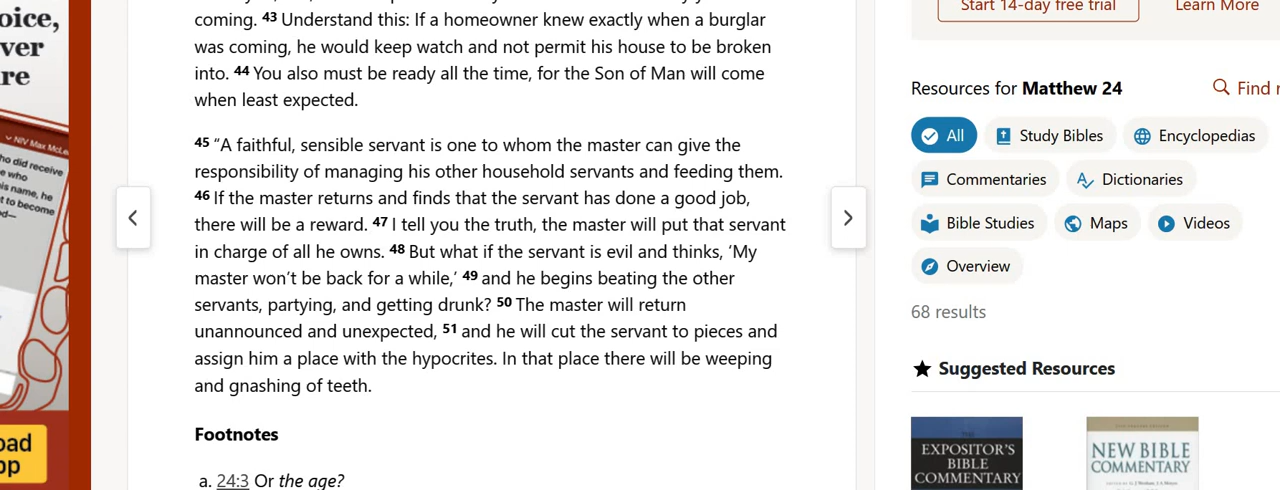 oice,
ver
re
NIV Max McLe
ho did receive
e who
is name, he
t to become
d—
oad
pp
coming. 43 Understand this: If a homeowner knew exactly when a burglar
was coming, he would keep watch and not permit his house to be broken
into. 44 You also must be ready all the time, for the Son of Man will come
when least expected.
45 “A faithful, sensible servant is one to whom the master can give the
responsibility of managing his other household servants and feeding them.
46 If the master returns and finds that the servant has done a good job,
there will be a reward. 47 I tell you the truth, the master will put that servant
in charge of all he owns. 48 But what if the servant is evil and thinks, ‘My
master won’t be back for a while,’ 49 and he begins beating the other
servants, partying, and getting drunk? 50 The master will return
unannounced and unexpected, 51 and he will cut the servant to pieces and
assign him a place with the hypocrites. In that place there will be weeping
and gnashing of teeth.
Footnotes
a. 24:3 Or the age?
Start 14-day free trial
Learn More
Resources for Matthew 24
Find r
All
Study Bibles
Encyclopedias
Commentaries
Dictionaries
Bible Studies
Maps
Videos
Overview
68 results
Suggested Resources
EXPOSITOR'S
BIBLE
COMMENTARY
NEW BIBLE
COMMENTARY